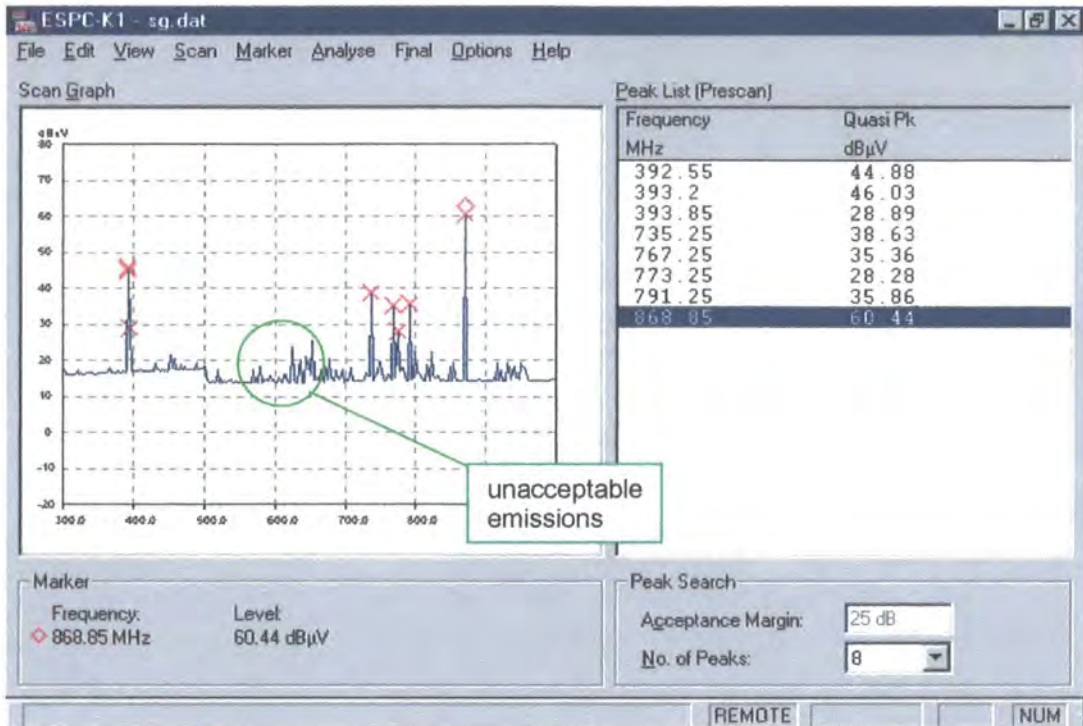 ESPC-K1 - sg.dat
File Edit View Scan Marker Analyse Final Options Help
Scan Graph
80
70
60
50
40
30
20
10
0
-10
-20
300.0 400.0 500.0 600.0 700.0 800.0
unacceptable
emissions
Peak List (Prescan)
Frequency Quasi Pk
MHz dBµV
392.55 44.88
393.2 46.03
393.85 28.89
735.25 38.63
767.25 35.36
773.25 28.28
791.25 35.86
868.85 60.44
Marker
Frequency: Level:
868.85 MHz 60.44 dBµV
Peak Search
Acceptance Margin: 25 dB
No. of Peaks: 8
REMOTE NUM